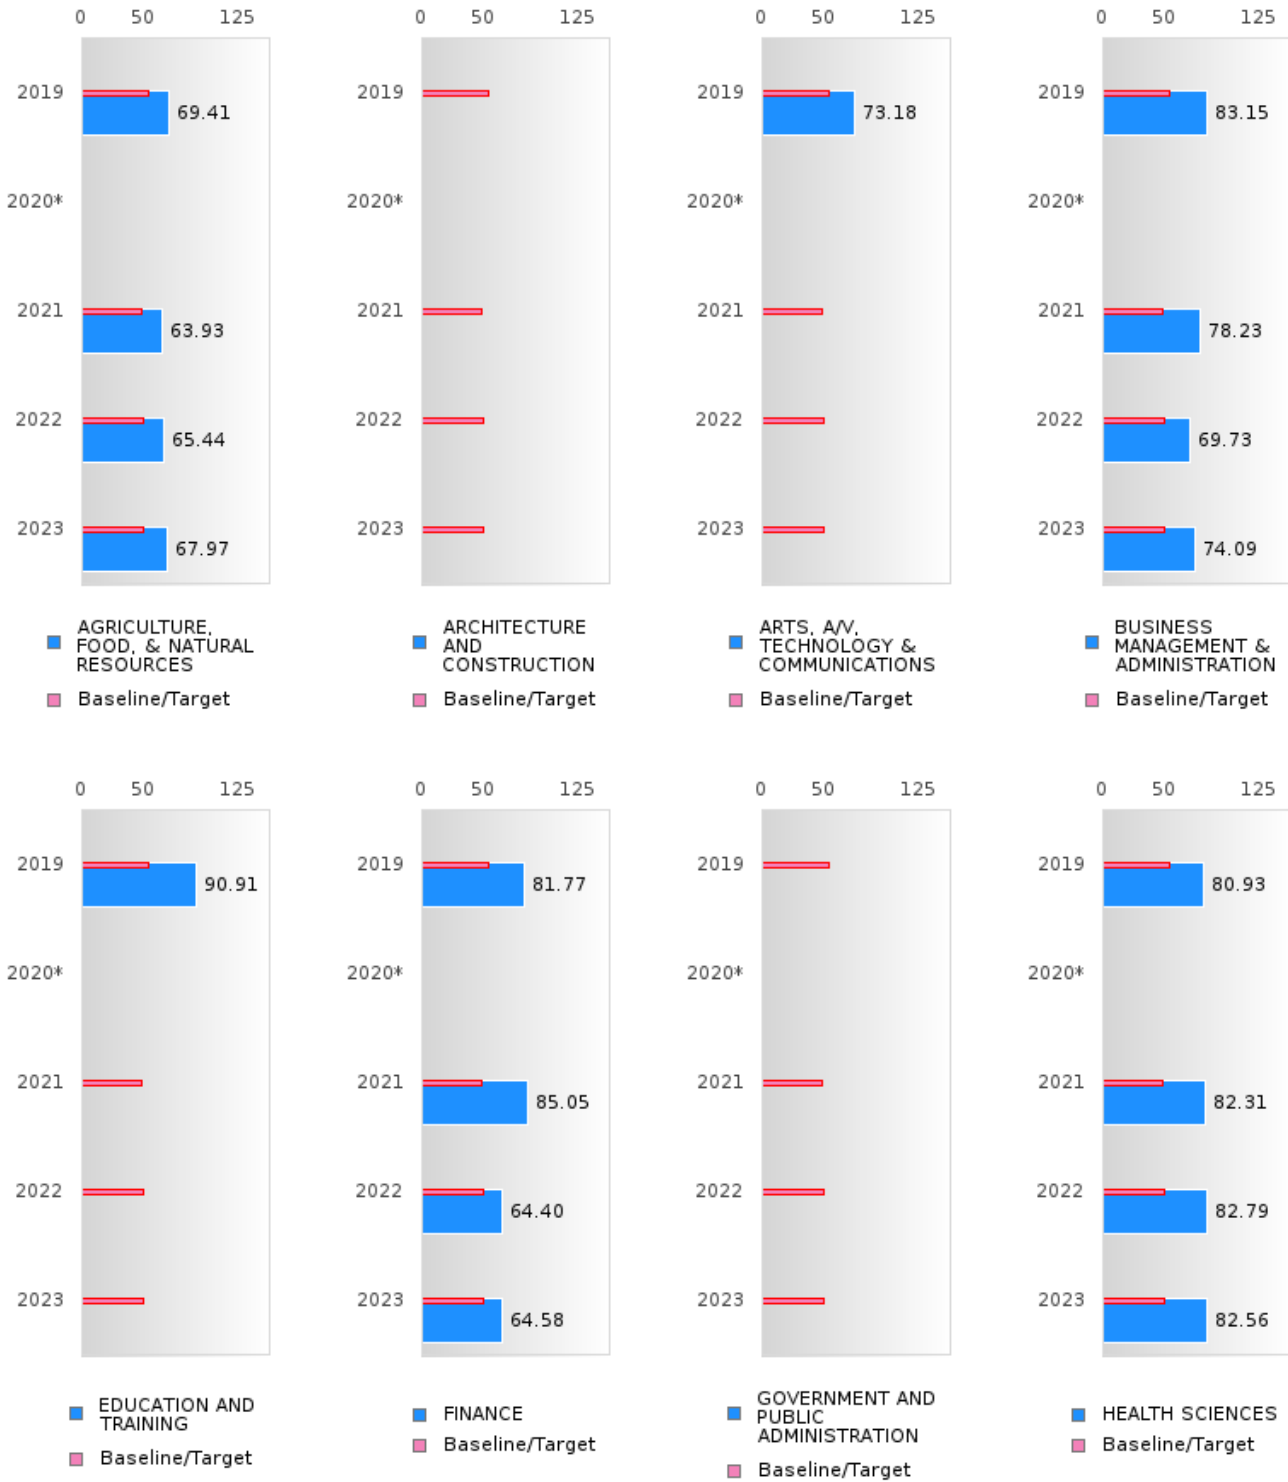 0 50 125
2019 69.41
2020*
2021 63.93
2022 65.44
2023 67.97
AGRICULTURE,
FOOD, & NATURAL
RESOURCES
Baseline/Target
0 50 125
2019
2020*
2021
2022
2023
ARCHITECTURE
AND
CONSTRUCTION
Baseline/Target
0 50 125
2019 73.18
2020*
2021
2022
2023
ARTS, A/V,
TECHNOLOGY &
COMMUNICATIONS
Baseline/Target
0 50 125
2019 83.15
2020*
2021 78.23
2022 69.73
2023 74.09
BUSINESS
MANAGEMENT &
ADMINISTRATION
Baseline/Target
0 50 125
2019 90.91
2020*
2021
2022
2023
EDUCATION AND
TRAINING
Baseline/Target
0 50 125
2019 81.77
2020*
2021 85.05
2022 64.40
2023 64.58
FINANCE
Baseline/Target
0 50 125
2019
2020*
2021
2022
2023
GOVERNMENT AND
PUBLIC
ADMINISTRATION
Baseline/Target
0 50 125
2019 80.93
2020*
2021 82.31
2022 82.79
2023 82.56
HEALTH SCIENCES
Baseline/Target